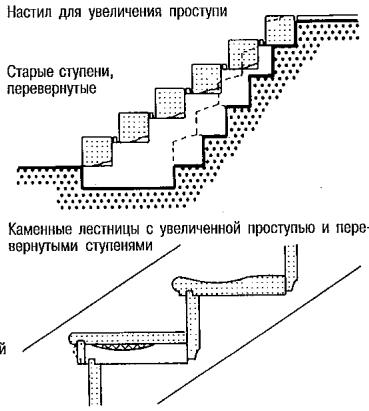 Настил для увеличения проступи
Старые ступени,
перевернутые
Каменные лестницы с увеличенной проступью и пере-
вернутыми ступенями
й